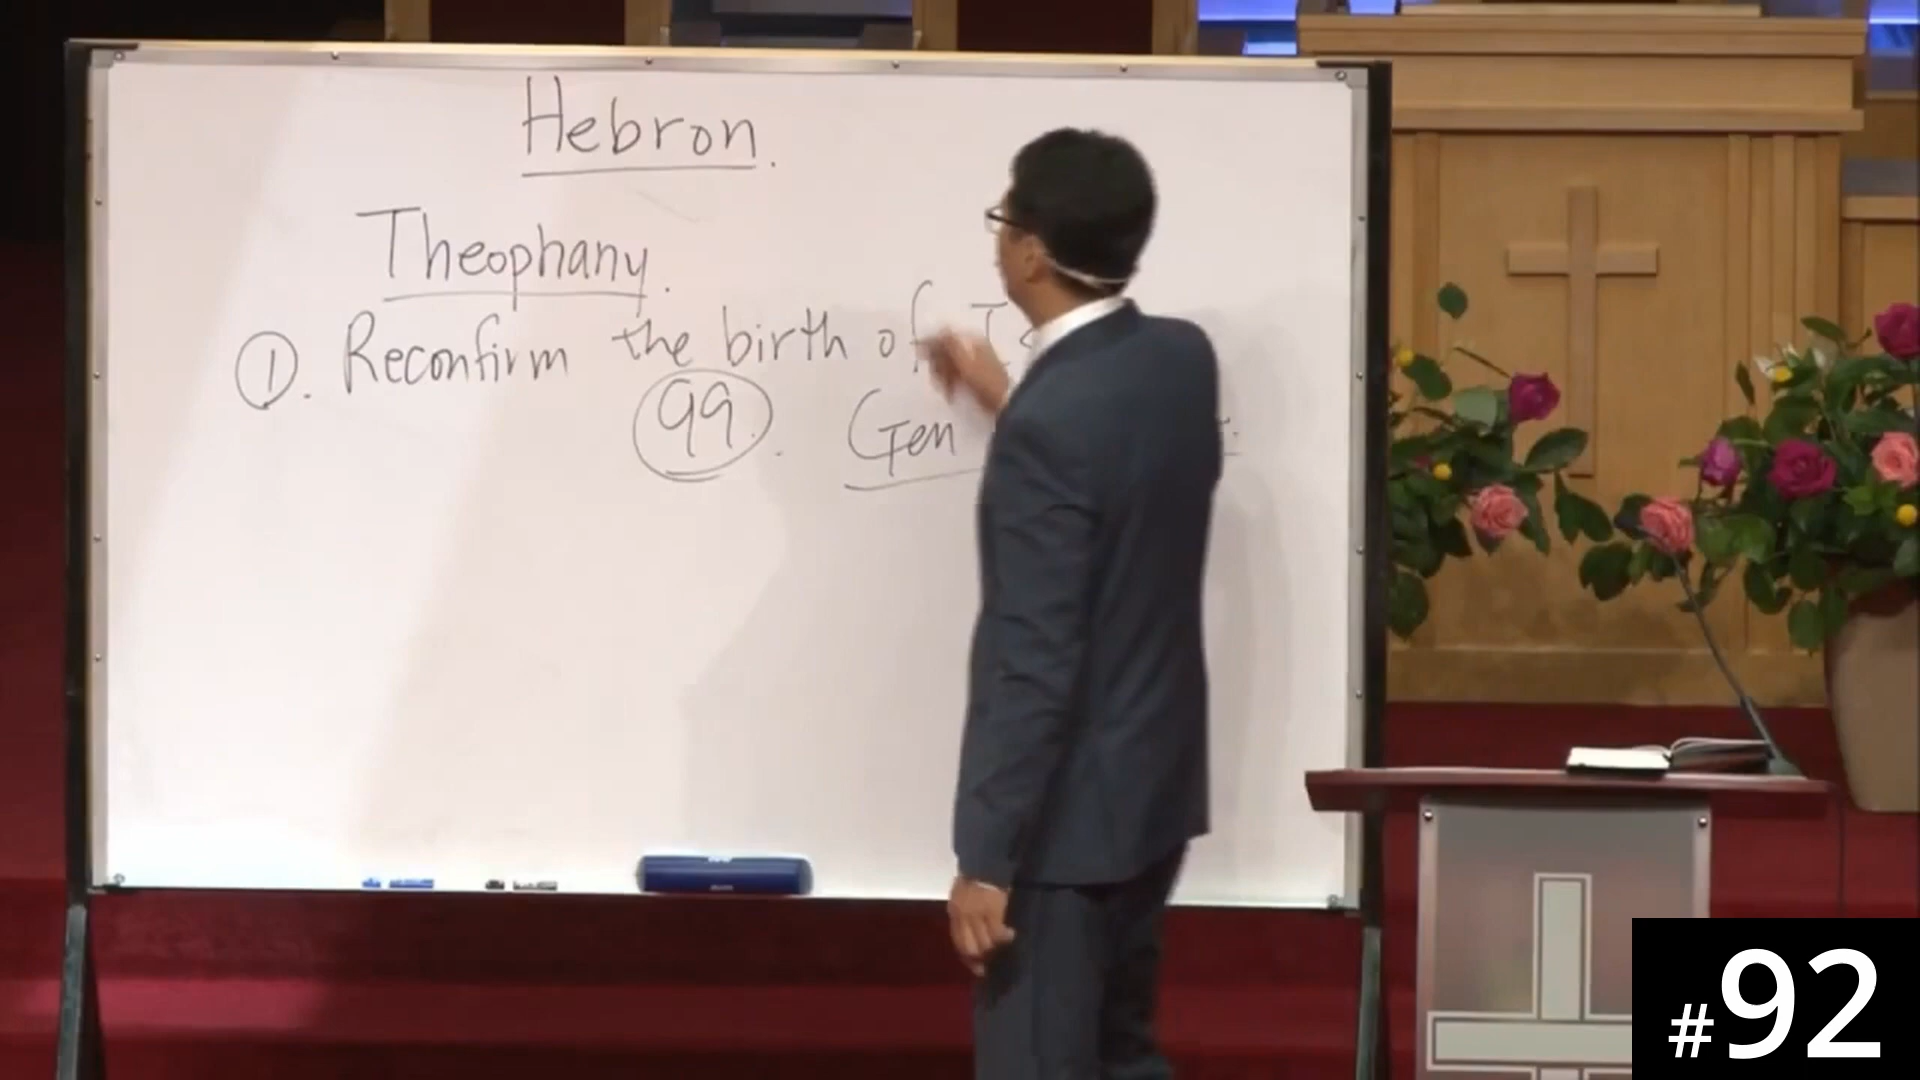 Hebron.
Theophany.
①. Reconfirm the birth of
99. Gen
#92